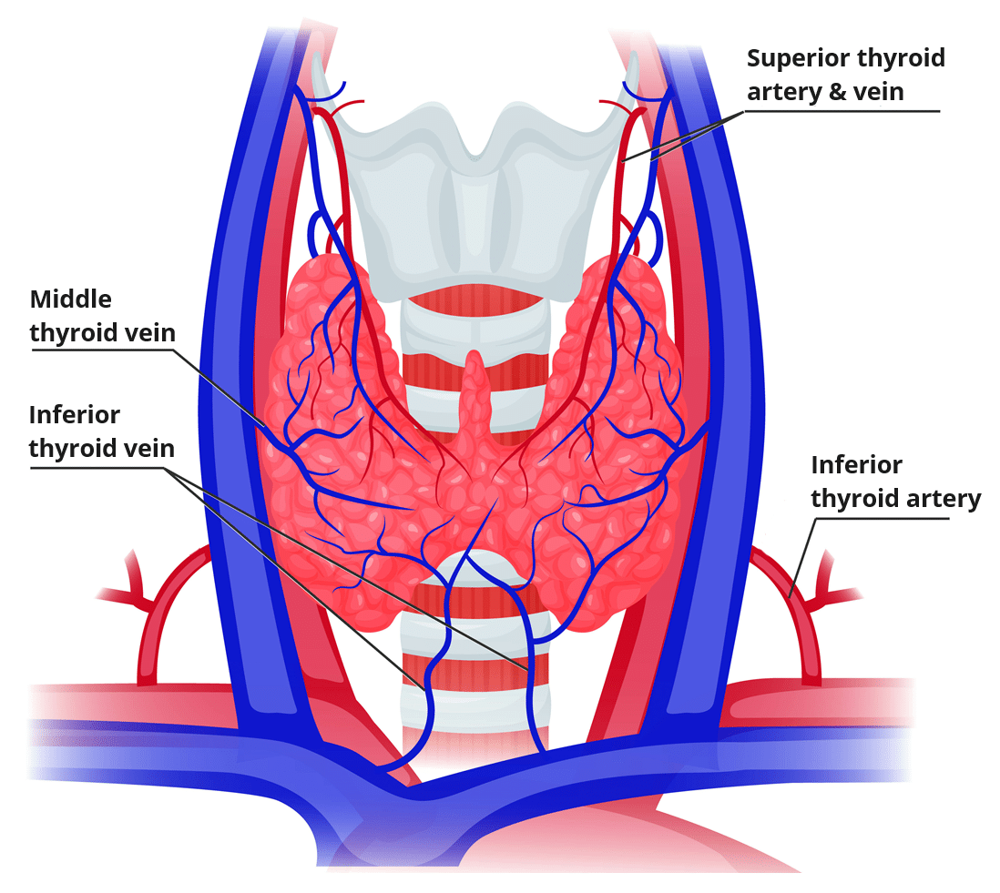 Superior thyroid
artery & vein
Middle
thyroid vein
Inferior
thyroid vein
Inferior
thyroid artery